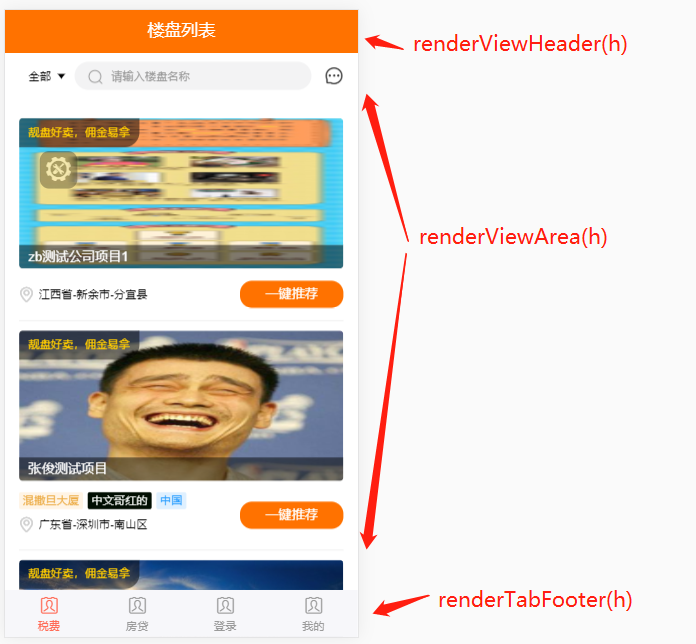 楼盘列表
renderViewHeader(h)
全部
请输入楼盘名称
靓盘好卖，佣金易拿
renderViewArea(h)
zb测试公司项目1
江西省-新余市-分宜县
一键推荐
靓盘好卖，佣金易拿
张俊测试项目
混撒旦大厦 中文哥红的 中国
广东省-深圳市-南山区
一键推荐
靓盘好卖，佣金易拿
renderTabFooter(h)
税费 房贷 登录 我的